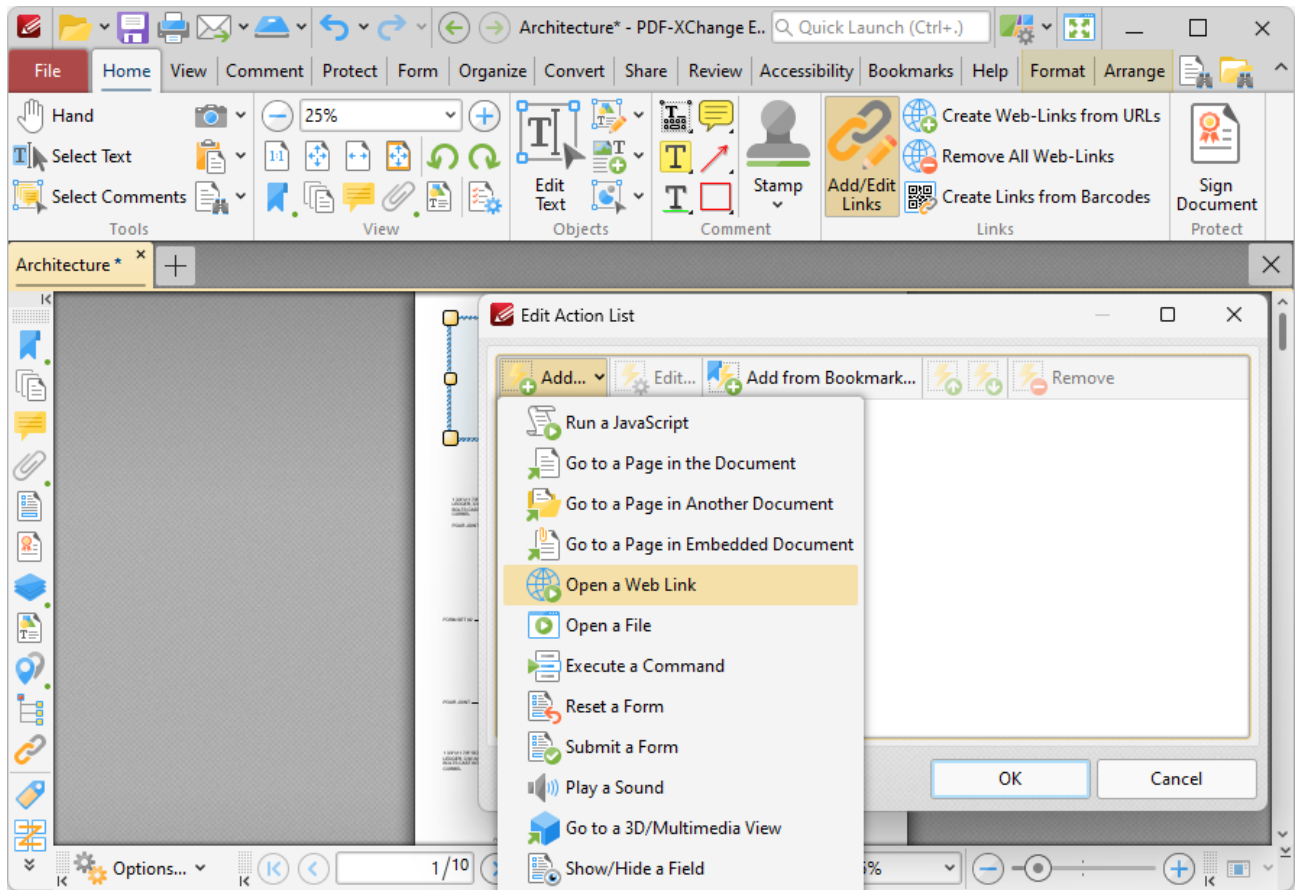 Architecture* - PDF-XChange E.. Quick Launch (Ctrl+.)
File Home View Comment Protect Form Organize Convert Share Review Accessibility Bookmarks Help Format Arrange
Hand
Select Text
Select Comments
Tools
25%
1:1
View
Edit
Text
Objects
Comment
Stamp
Add/Edit
Links
Create Web-Links from URLs
Remove All Web-Links
Create Links from Barcodes
Links
Sign
Document
Protect
Architecture *
Edit Action List
Add... Edit... Add from Bookmark... Remove
Run a JavaScript
Go to a Page in the Document
Go to a Page in Another Document
Go to a Page in Embedded Document
Open a Web Link
Open a File
Execute a Command
Reset a Form
Submit a Form
Play a Sound
Go to a 3D/Multimedia View
Show/Hide a Field
OK Cancel
Options... 1/10